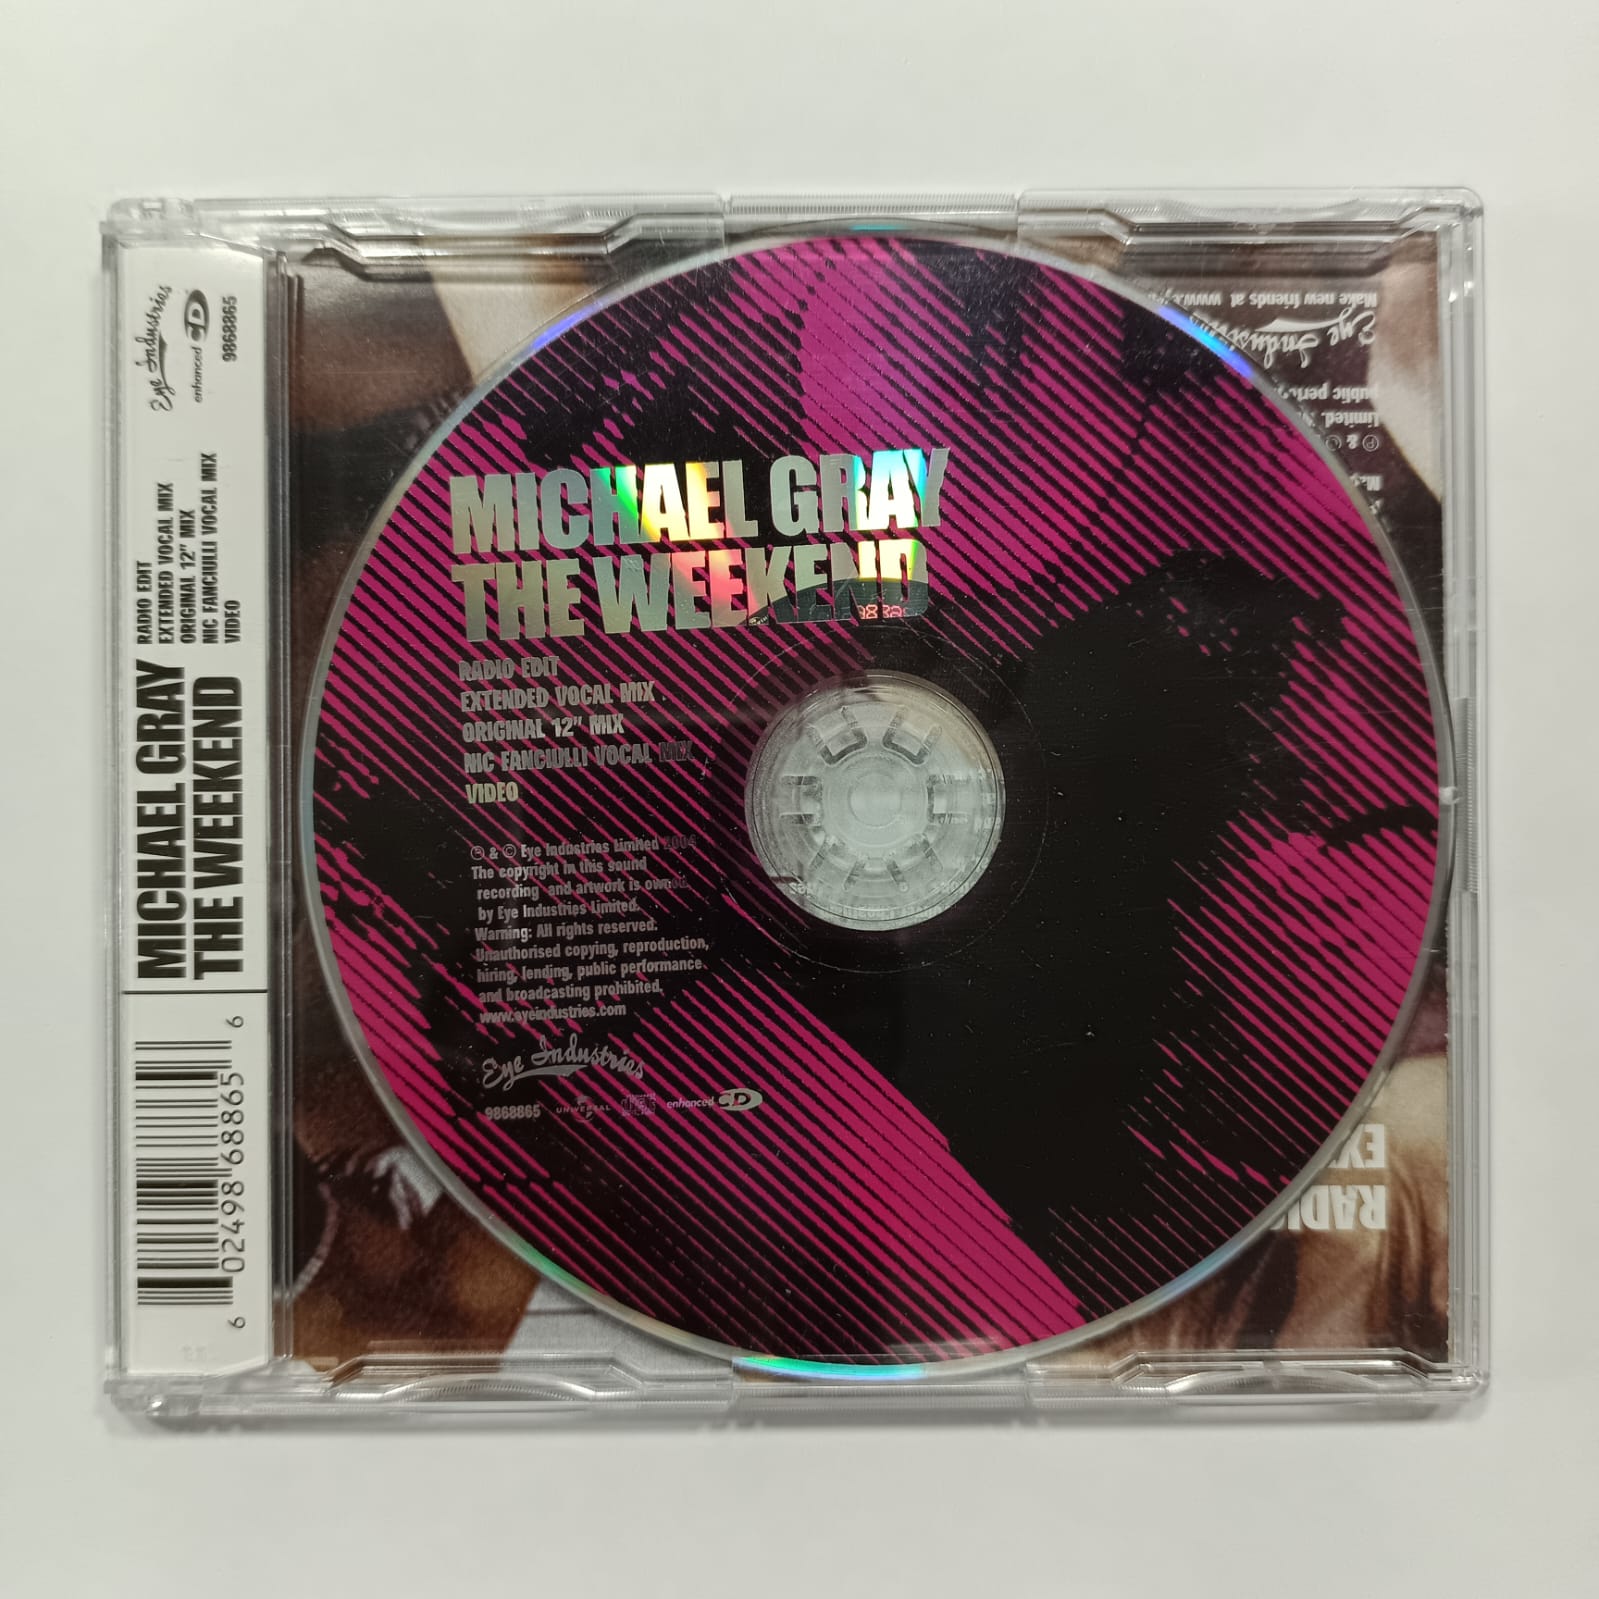 Eye Industries
enhanced CD
9868865
RADIO EDIT
EXTENDED VOCAL MIX
ORIGINAL 12" MIX
NIC FANCIULLI VOCAL MIX
VIDEO
MICHAEL GRAY
THE WEEKEND
6 02498 68865 6
MICHAEL GRAY
THE WEEKEND
RADIO EDIT
EXTENDED VOCAL MIX
ORIGINAL 12" MIX
NIC FANCIULLI VOCAL MIX
VIDEO
℗ & © Eye Industries Limited 2004
The copyright in this sound
recording and artwork is owned
by Eye Industries Limited.
Warning: All rights reserved.
Unauthorised copying, reproduction,
hiring, lending, public performance
and broadcasting prohibited.
www.eyeindustries.com
Eye Industries
9868865 UNIVERSAL enhanced CD
Make new friends at
Eye
public
Limited.
℗ & ©